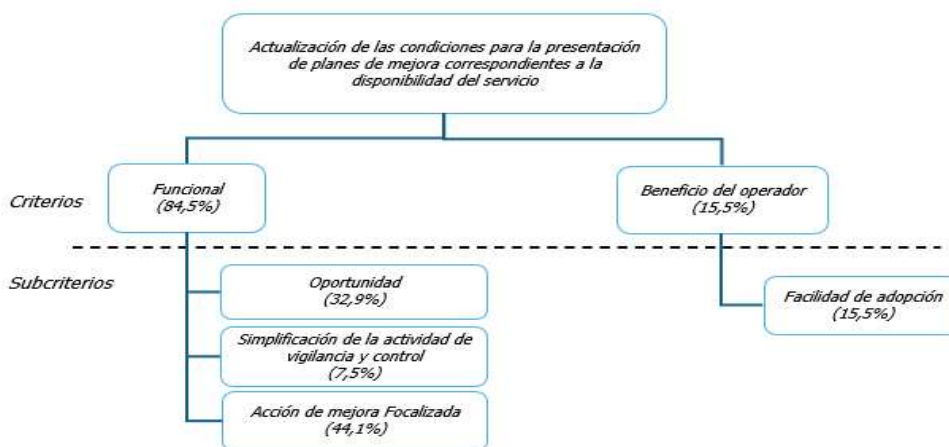 Actualización de las condiciones para la presentación
de planes de mejora correspondientes a la
disponibilidad del servicio
Criterios
Funcional
(84,5%)
Beneficio del operador
(15,5%)
Subcriterios
Oportunidad
(32,9%)
Facilidad de adopción
(15,5%)
Simplificación de la actividad de
vigilancia y control
(7,5%)
Acción de mejora Focalizada
(44,1%)